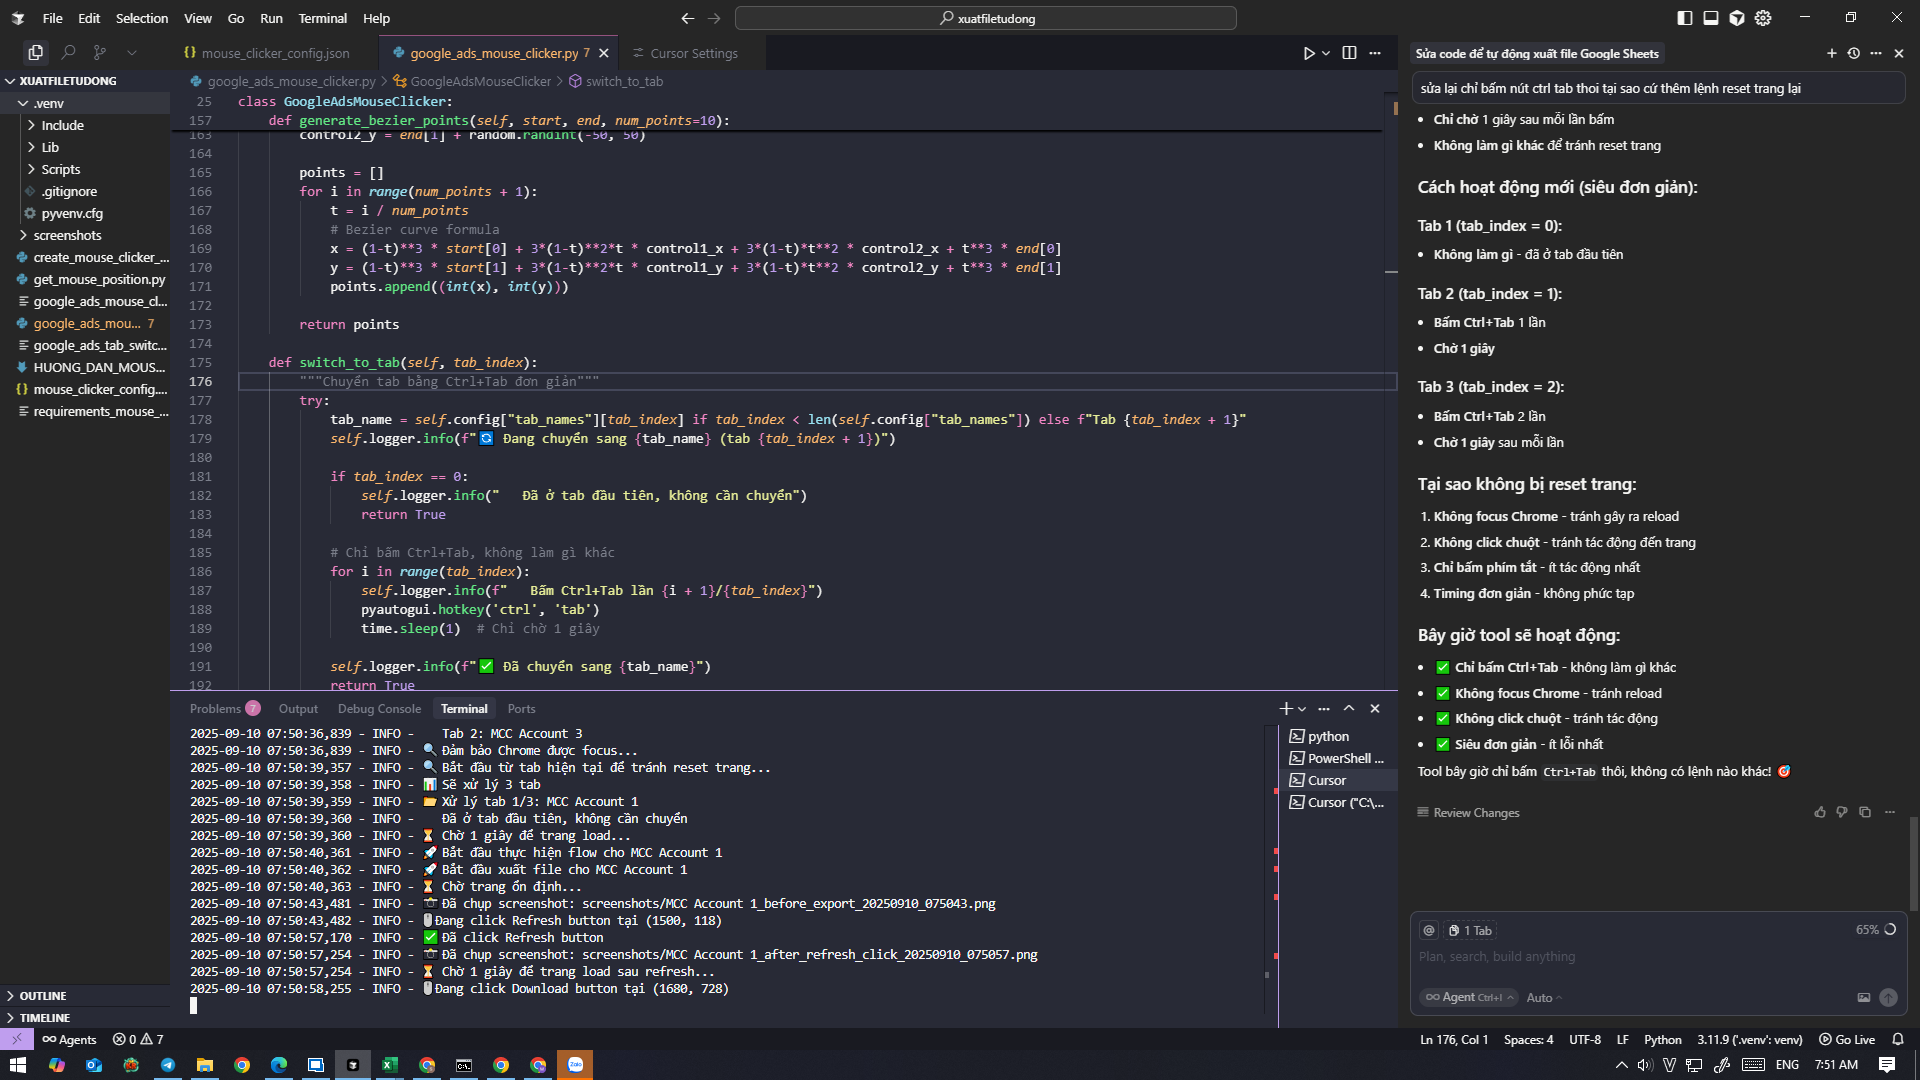 File Edit Selection View Go Run Terminal Help
xuatfiletudong
mouse_clicker_config.json
google_ads_mouse_clicker.py 7
Cursor Settings
XUATFILETUDONG
.venv
Include
Lib
Scripts
.gitignore
pyvenv.cfg
screenshots
create_mouse_clicker_...
get_mouse_position.py
google_ads_mouse_cl...
google_ads_mou... 7
google_ads_tab_switc...
HUONG_DAN_MOUS...
mouse_clicker_config....
requirements_mouse_...
OUTLINE
TIMELINE
google_ads_mouse_clicker.py > GoogleAdsMouseClicker > switch_to_tab
25 class GoogleAdsMouseClicker:
157 def generate_bezier_points(self, start, end, num_points=10):
163 control2_y = end[1] + random.randint(-50, 50)
164
165 points = []
166 for i in range(num_points + 1):
167 t = i / num_points
168 # Bezier curve formula
169 x = (1-t)**3 * start[0] + 3*(1-t)**2*t * control1_x + 3*(1-t)*t**2 * control2_x + t**3 * end[0]
170 y = (1-t)**3 * start[1] + 3*(1-t)**2*t * control1_y + 3*(1-t)*t**2 * control2_y + t**3 * end[1]
171 points.append((int(x), int(y)))
172
173 return points
174
175 def switch_to_tab(self, tab_index):
176 """Chuyển tab bằng Ctrl+Tab đơn giản"""
177 try:
178 tab_name = self.config["tab_names"][tab_index] if tab_index < len(self.config["tab_names"]) else f"Tab {tab_index + 1}"
179 self.logger.info(f"🔄 Đang chuyển sang {tab_name} (tab {tab_index + 1})")
180
181 if tab_index == 0:
182 self.logger.info("   Đã ở tab đầu tiên, không cần chuyển")
183 return True
184
185 # Chỉ bấm Ctrl+Tab, không làm gì khác
186 for i in range(tab_index):
187 self.logger.info(f"   Bấm Ctrl+Tab lần {i + 1}/{tab_index}")
188 pyautogui.hotkey('ctrl', 'tab')
189 time.sleep(1)  # Chỉ chờ 1 giây
190
191 self.logger.info(f"✅ Đã chuyển sang {tab_name}")
192 return True
Problems 7 Output Debug Console Terminal Ports
2025-09-10 07:50:36,839 - INFO -    Tab 2: MCC Account 3
2025-09-10 07:50:36,839 - INFO - 🔍 Đảm bảo Chrome được focus...
2025-09-10 07:50:39,357 - INFO - 🔍 Bắt đầu từ tab hiện tại để tránh reset trang...
2025-09-10 07:50:39,358 - INFO - 📊 Sẽ xử lý 3 tab
2025-09-10 07:50:39,359 - INFO - 📂 Xử lý tab 1/3: MCC Account 1
2025-09-10 07:50:39,360 - INFO -    Đã ở tab đầu tiên, không cần chuyển
2025-09-10 07:50:39,360 - INFO - ⏳ Chờ 1 giây để trang load...
2025-09-10 07:50:40,361 - INFO - 🚀 Bắt đầu thực hiện flow cho MCC Account 1
2025-09-10 07:50:40,362 - INFO - 🚀 Bắt đầu xuất file cho MCC Account 1
2025-09-10 07:50:40,363 - INFO - ⏳ Chờ trang ổn định...
2025-09-10 07:50:43,481 - INFO - 📸 Đã chụp screenshot: screenshots/MCC Account 1_before_export_20250910_075043.png
2025-09-10 07:50:43,482 - INFO - 🖱️ Đang click Refresh button tại (1500, 118)
2025-09-10 07:50:57,170 - INFO - ✅ Đã click Refresh button
2025-09-10 07:50:57,254 - INFO - 📸 Đã chụp screenshot: screenshots/MCC Account 1_after_refresh_click_20250910_075057.png
2025-09-10 07:50:57,254 - INFO - ⏳ Chờ 1 giây để trang load sau refresh...
2025-09-10 07:50:58,255 - INFO - 🖱️ Đang click Download button tại (1680, 728)
python
PowerShell ...
Cursor
Cursor ("C:\...
Sửa code để tự động xuất file Google Sheets
sửa lại chỉ bấm nút ctrl tab thoi tại sao cứ thêm lệnh reset trang lại
• Chỉ chờ 1 giây sau mỗi lần bấm
• Không làm gì khác để tránh reset trang
Cách hoạt động mới (siêu đơn giản):
Tab 1 (tab_index = 0):
• Không làm gì - đã ở tab đầu tiên
Tab 2 (tab_index = 1):
• Bấm Ctrl+Tab 1 lần
• Chờ 1 giây
Tab 3 (tab_index = 2):
• Bấm Ctrl+Tab 2 lần
• Chờ 1 giây sau mỗi lần
Tại sao không bị reset trang:
1. Không focus Chrome - tránh gây ra reload
2. Không click chuột - tránh tác động đến trang
3. Chỉ bấm phím tắt - ít tác động nhất
4. Timing đơn giản - không phức tạp
Bây giờ tool sẽ hoạt động:
• ✅ Chỉ bấm Ctrl+Tab - không làm gì khác
• ✅ Không focus Chrome - tránh reload
• ✅ Không click chuột - tránh tác động
• ✅ Siêu đơn giản - ít lỗi nhất
Tool bây giờ chỉ bấm Ctrl+Tab thôi, không có lệnh nào khác! 🎯
Review Changes
@ 1 Tab 65%
Plan, search, build anything
Agent Ctrl+I Auto
Agents 0 7
Ln 176, Col 1 Spaces: 4 UTF-8 LF Python 3.11.9 ('.venv': venv) Go Live
Zalo
ENG 7:51 AM